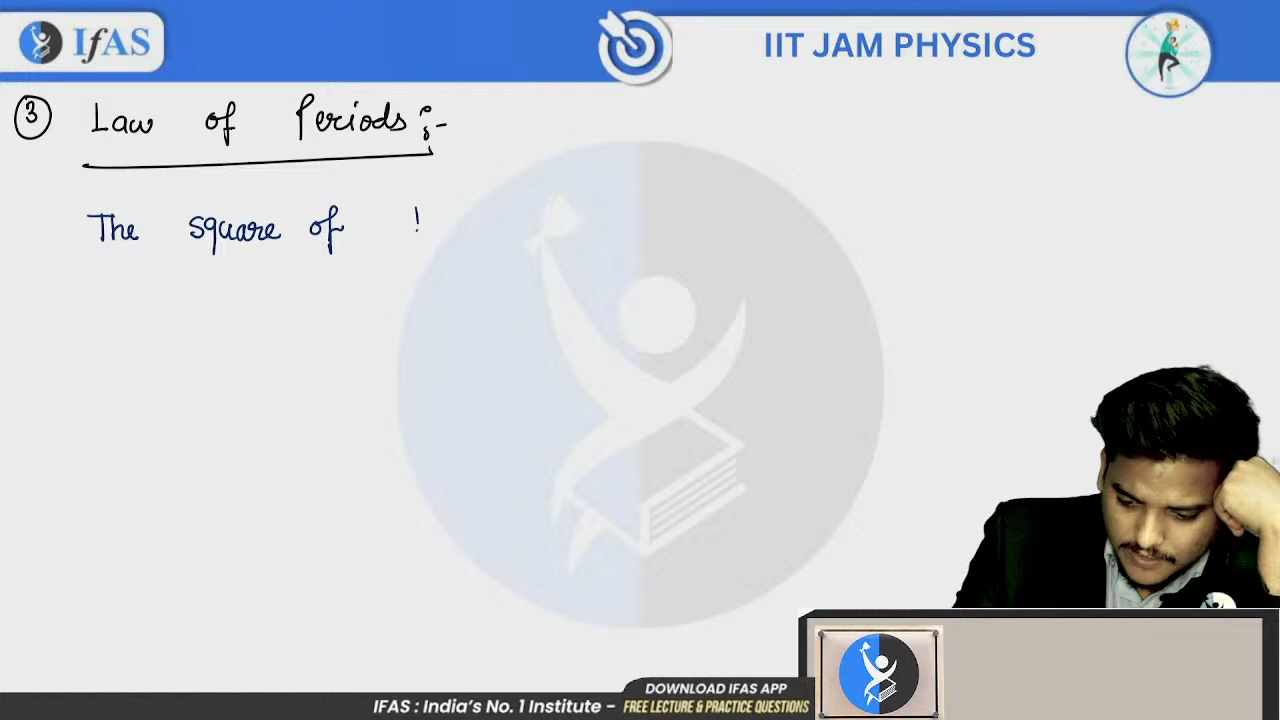 IfAS
IIT JAM PHYSICS
3 Law of Periods :-
The square of
DOWNLOAD IFAS APP
IFAS : India's No. 1 Institute – FREE LECTURE & PRACTICE QUESTIONS